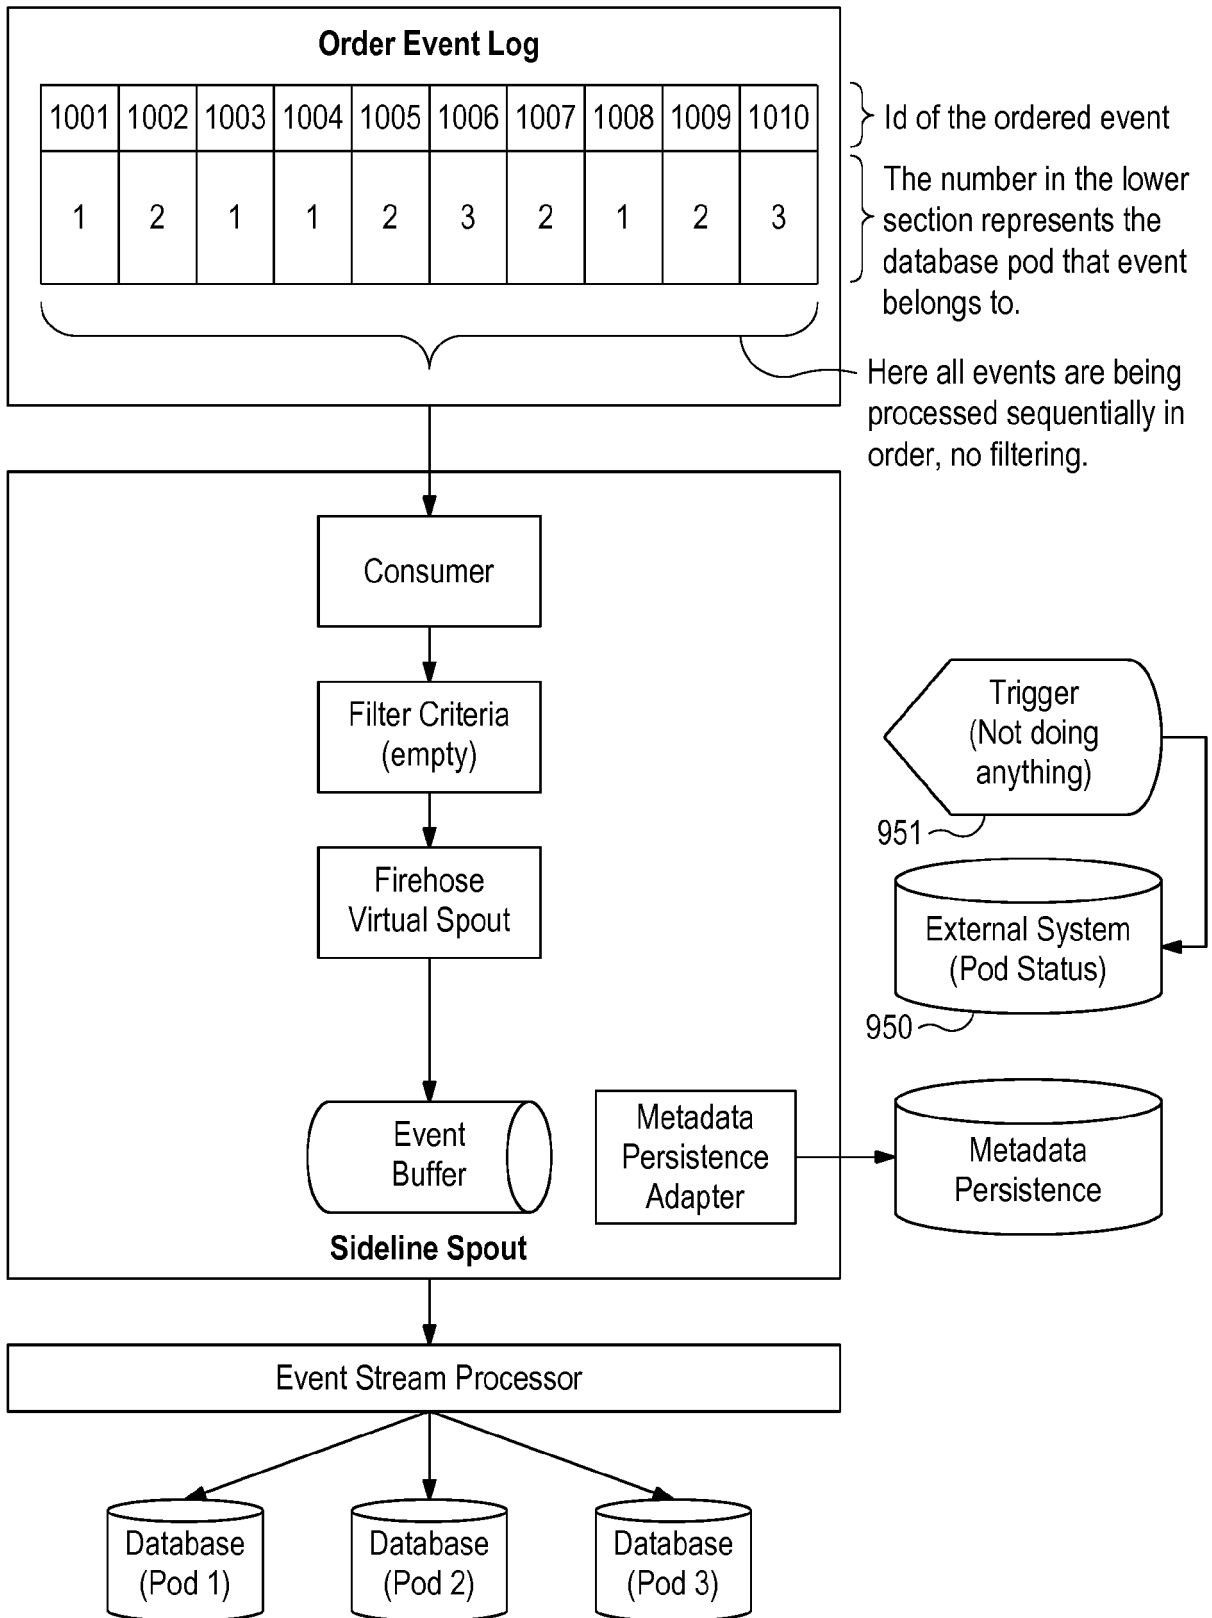 Order Event Log
1001 1002 1003 1004 1005 1006 1007 1008 1009 1010
1 2 1 1 2 3 2 1 2 3
Id of the ordered event
The number in the lower
section represents the
database pod that event
belongs to.
Here all events are being
processed sequentially in
order, no filtering.
Consumer
Filter Criteria
(empty)
Firehose
Virtual Spout
Trigger
(Not doing
anything)
951
External System
(Pod Status)
950
Event
Buffer
Metadata
Persistence
Adapter
Metadata
Persistence
Sideline Spout
Event Stream Processor
Database
(Pod 1)
Database
(Pod 2)
Database
(Pod 3)